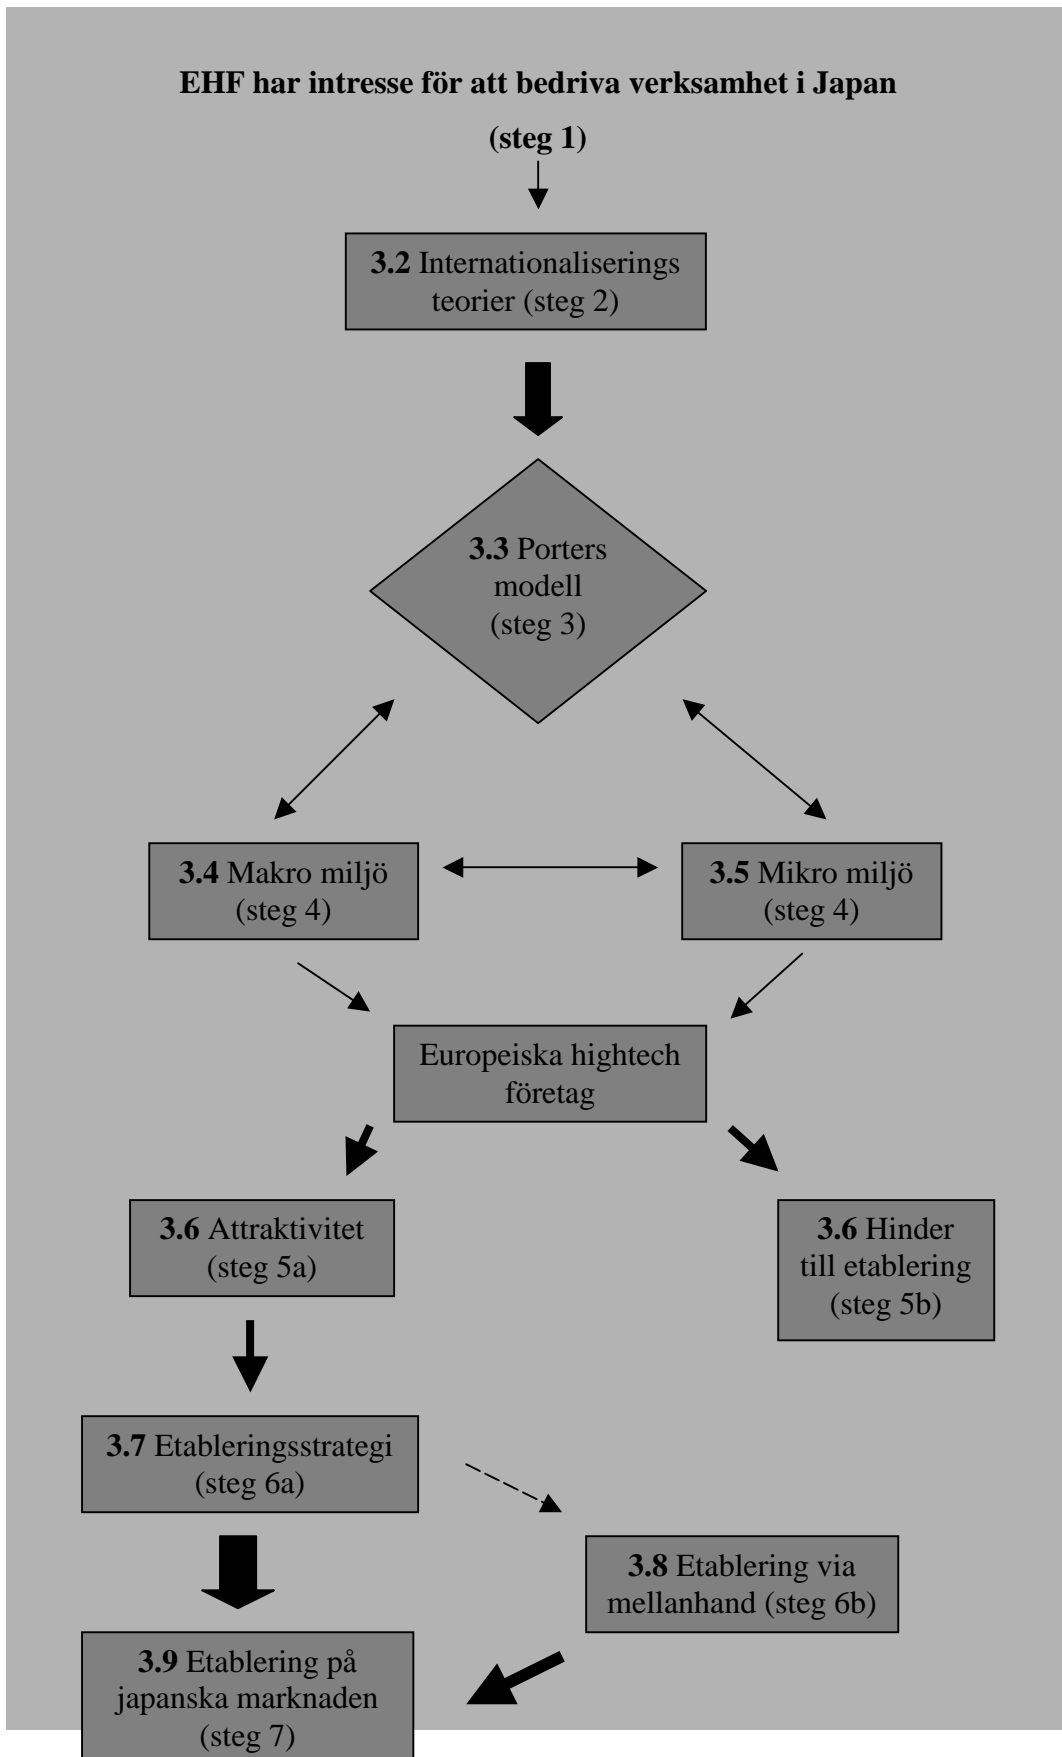 EHF har intresse för att bedriva verksamhet i Japan
(steg 1)
3.2 Internationaliserings
teorier (steg 2)
3.3 Porters
modell
(steg 3)
3.4 Makro miljö
(steg 4)
3.5 Mikro miljö
(steg 4)
Europeiska hightech
företag
3.6 Attraktivitet
(steg 5a)
3.6 Hinder
till etablering
(steg 5b)
3.7 Etableringsstrategi
(steg 6a)
3.8 Etablering via
mellanhand (steg 6b)
3.9 Etablering på
japanska marknaden
(steg 7)